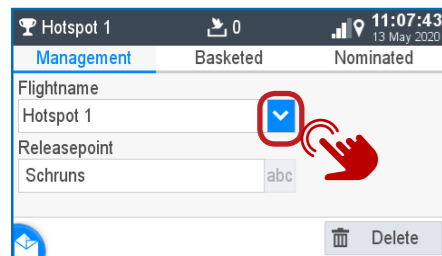 Hotspot 1 0 11:07:43
13 May 2020
Management Basketed Nominated
Flightname
Hotspot 1
Releasepoint
Schruns abc
Delete